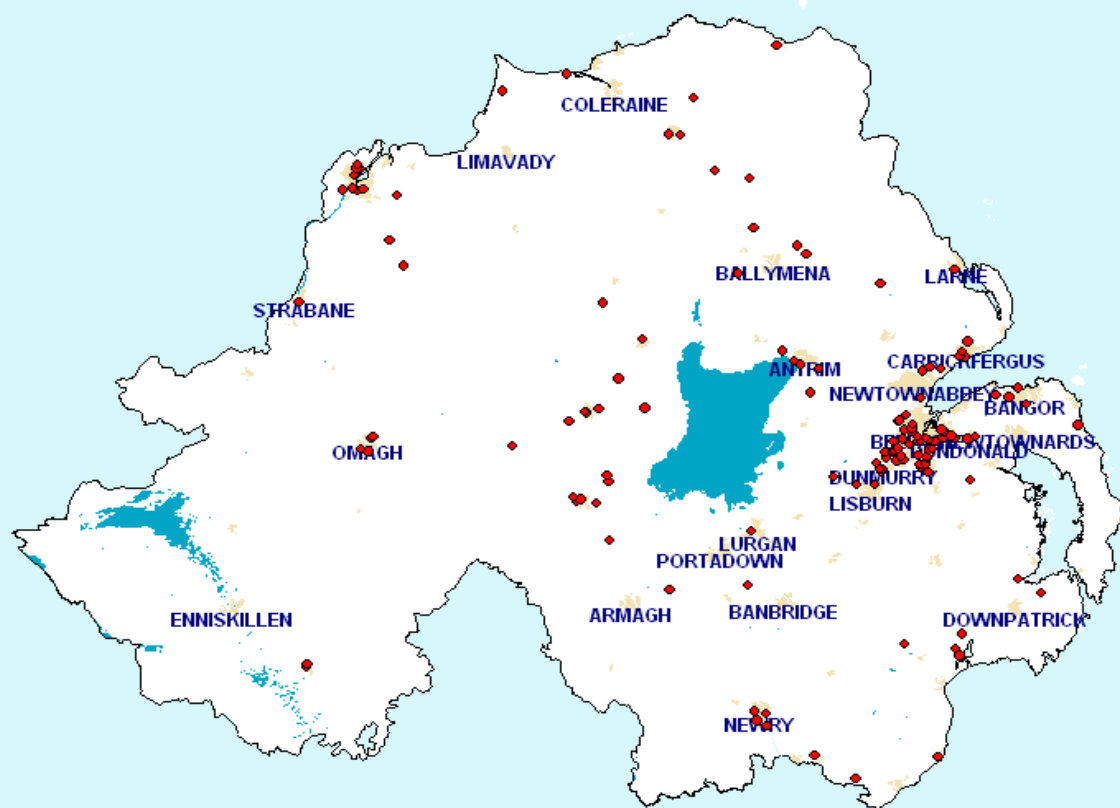 COLERAINE
LIMAVADY
BALLYMENA
LARNE
STRABANE
ANTRIM
CARRICKFERGUS
NEWTOWNABBEY
BANGOR
OMAGH
NEWTOWNARDS
DUNDONALD
DUNMURRY
LISBURN
LURGAN
PORTADOWN
ENNISKILLEN
ARMAGH
BANBRIDGE
DOWNPATRICK
NEWRY